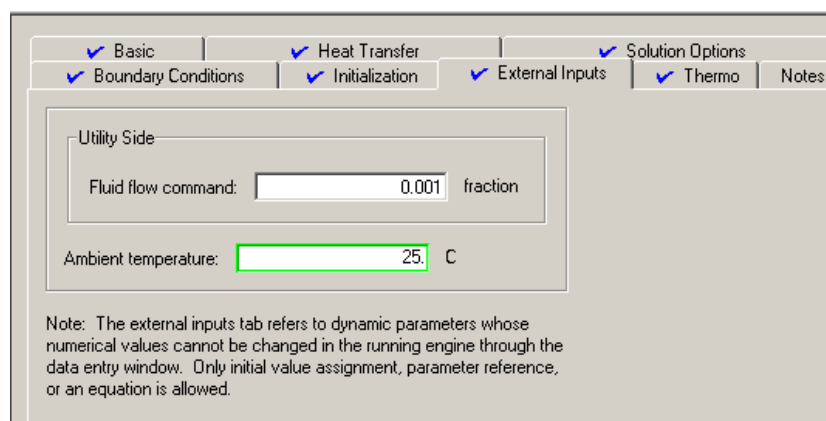 Basic Heat Transfer Solution Options
Boundary Conditions Initialization External Inputs Thermo Notes
Utility Side
Fluid flow command: 0.001 fraction
Ambient temperature: 25. C
Note: The external inputs tab refers to dynamic parameters whose
numerical values cannot be changed in the running engine through the
data entry window. Only initial value assignment, parameter reference,
or an equation is allowed.